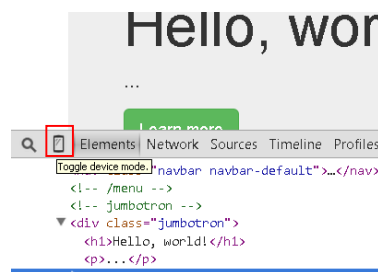 Hello, wor
...
Learn more
Elements Network Sources Timeline Profiles
Toggle device mode.
"navbar navbar-default">…</nav>
<!-- /menu -->
<!-- jumbotron -->
▼<div class="jumbotron">
<h1>Hello, world!</h1>
<p>...</p>